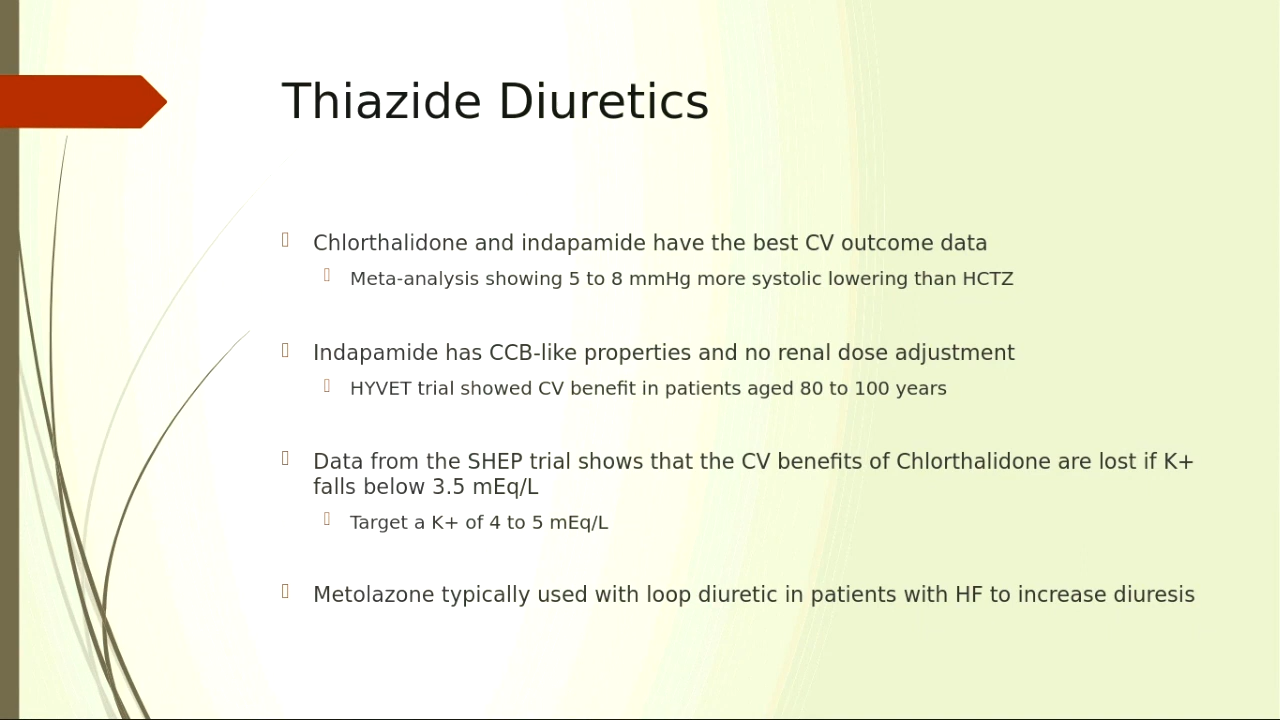 Thiazide Diuretics
Chlorthalidone and indapamide have the best CV outcome data
Meta-analysis showing 5 to 8 mmHg more systolic lowering than HCTZ
Indapamide has CCB-like properties and no renal dose adjustment
HYVET trial showed CV benefit in patients aged 80 to 100 years
Data from the SHEP trial shows that the CV benefits of Chlorthalidone are lost if K+
falls below 3.5 mEq/L
Target a K+ of 4 to 5 mEq/L
Metolazone typically used with loop diuretic in patients with HF to increase diuresis